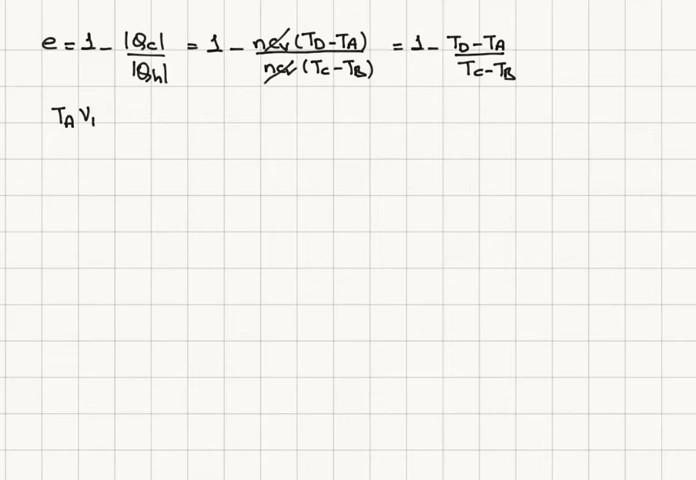 e = 1 - |Qc| / |Qh| = 1 - ncv (TD - TA) / ncv (TC - TB) = 1 - TD - TA / TC - TB
TA V1